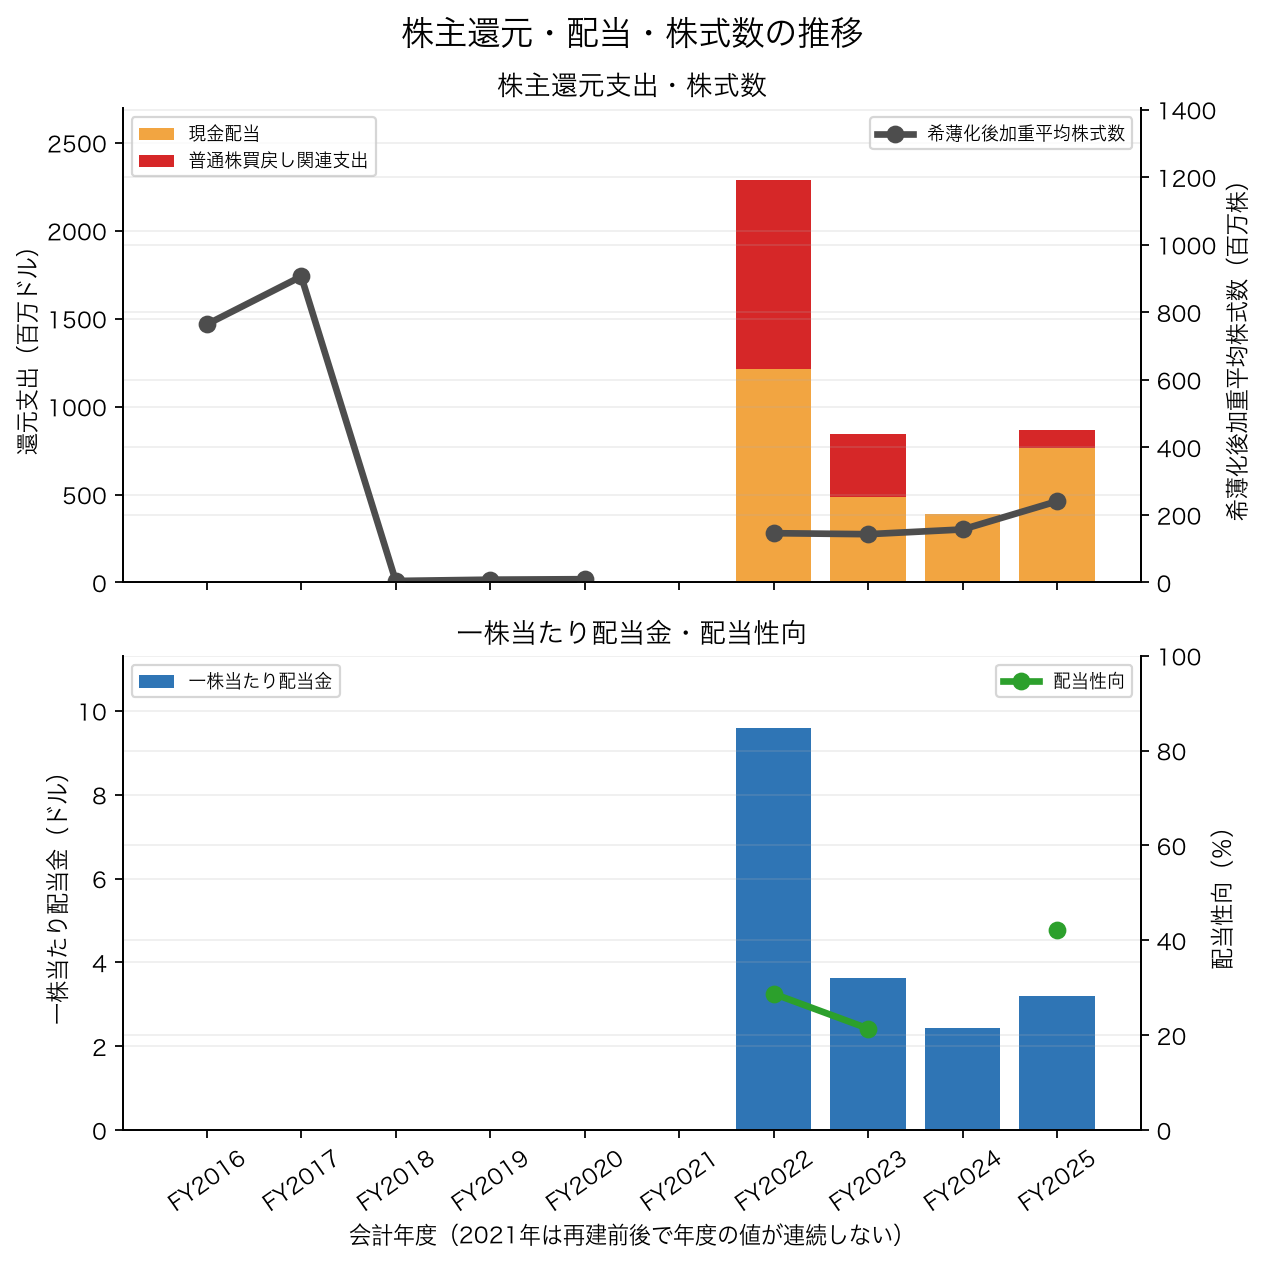 株主還元・配当・株式数の推移
株主還元支出・株式数
現金配当
普通株買戻し関連支出
希薄化後加重平均株式数
還元支出（百万ドル）
2500
2000
1500
1000
500
0
1400
1200
1000
800
600
400
200
0
希薄化後加重平均株式数（百万株）
一株当たり配当金・配当性向
一株当たり配当金
配当性向
一株当たり配当金（ドル）
10
8
6
4
2
0
100
80
60
40
20
0
配当性向（%）
FY2016
FY2017
FY2018
FY2019
FY2020
FY2021
FY2022
FY2023
FY2024
FY2025
会計年度（2021年は再建前後で年度の値が連続しない）